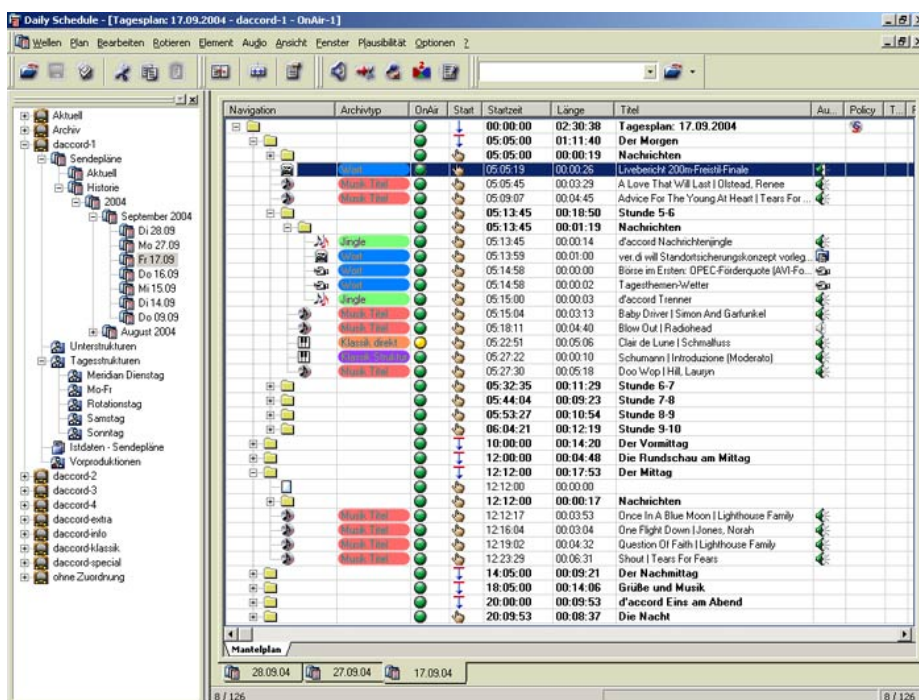 Daily Schedule - [Tagesplan: 17.09.2004 - daccord-1 - OnAir-1]
Wellen Plan Bearbeiten Rotieren Element Audio Ansicht Fenster Plausibilität Optionen ?
Aktuell
Archiv
daccord-1
Sendepläne
Aktuell
Historie
2004
September 2004
Di 28.09
Mo 27.09
Fr 17.09
Do 16.09
Mi 15.09
Di 14.09
Do 09.09
August 2004
Unterstrukturen
Tagesstrukturen
Meridian Dienstag
Mo-Fr
Rotationstag
Samstag
Sonntag
Istdaten - Sendepläne
Vorproduktionen
daccord-2
daccord-3
daccord-4
daccord-extra
daccord-info
daccord-klassik
daccord-special
ohne Zuordnung
Navigation Archivtyp OnAir Start Startzeit Länge Titel Au... Policy T...
00:00:00 02:30:38 Tagesplan: 17.09.2004
05:05:00 01:11:40 Der Morgen
05:05:00 00:00:19 Nachrichten
Wort 05:05:19 00:00:26 Livebericht 200m-Freistil-Finale
Musik Titel 05:05:45 00:03:29 A Love That Will Last | Olstead, Renee
Musik Titel 05:09:07 00:04:45 Advice For The Young At Heart | Tears For ...
05:13:45 00:18:50 Stunde 5-6
05:13:45 00:01:19 Nachrichten
Jingle 05:13:45 00:00:14 d'accord Nachrichtenjingle
Wort 05:13:59 00:01:00 ver.di will Standortsicherungskonzept vorleg...
Wort 05:14:58 00:00:00 Börse im Ersten: OPEC-Förderquote (AVI-Fo...
Wort 05:14:58 00:00:02 Tagesthemen-Wetter
Jingle 05:15:00 00:00:03 d'accord Trenner
Musik Titel 05:15:04 00:03:13 Baby Driver | Simon And Garfunkel
Musik Titel 05:18:11 00:04:40 Blow Out | Radiohead
Klassik direkt 05:22:51 00:05:06 Clair de Lune | Schmalfuss
Klassik Struktur 05:27:22 00:00:10 Schumann | Introduzione (Moderato)
Musik Titel 05:27:30 00:05:18 Doo Wop | Hill, Lauryn
05:32:35 00:11:29 Stunde 6-7
05:44:04 00:09:23 Stunde 7-8
05:53:27 00:10:54 Stunde 8-9
06:04:21 00:12:19 Stunde 9-10
10:00:00 00:14:20 Der Vormittag
12:00:00 00:04:48 Die Rundschau am Mittag
12:12:00 00:17:53 Der Mittag
12:12:00 00:00:00
12:12:00 00:00:17 Nachrichten
Musik Titel 12:12:17 00:03:53 Once In A Blue Moon | Lighthouse Family
Musik Titel 12:16:04 00:03:04 One Flight Down | Jones, Norah
Musik Titel 12:19:02 00:04:32 Question Of Faith | Lighthouse Family
Musik Titel 12:23:29 00:06:31 Shout | Tears For Fears
14:05:00 00:09:21 Der Nachmittag
18:05:00 00:14:06 Grüße und Musik
20:00:00 00:09:53 d'accord Eins am Abend
20:09:53 00:08:37 Die Nacht
Mantelplan
28.09.04 27.09.04 17.09.04
8 / 126 8 / 126